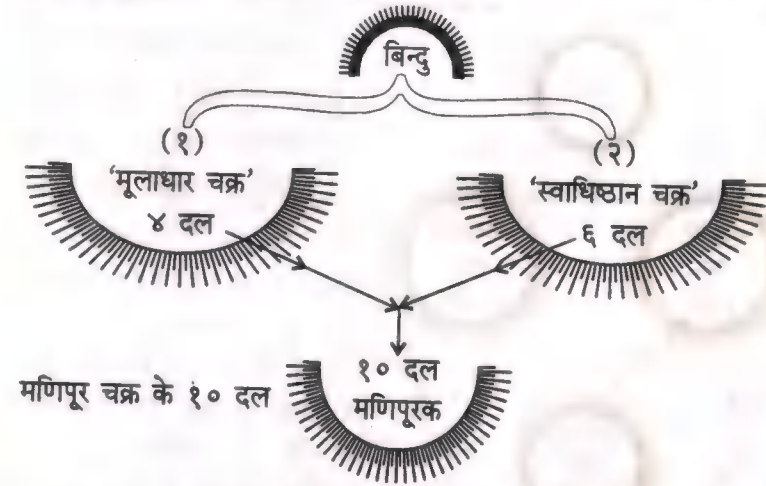 बिन्दु
(१)
'मूलाधार चक्र'
४ दल
(२)
'स्वाधिष्ठान चक्र'
६ दल
१० दल
मणिपूरक
मणिपूर चक्र के १० दल